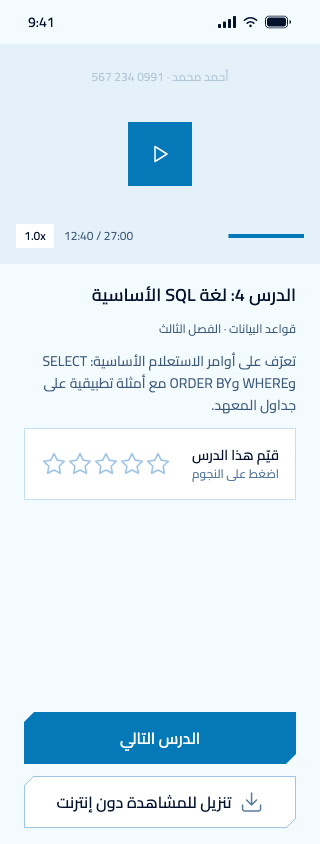 9:41
أحمد محمد · 0991 234 567
1.0x
12:40 / 27:00
الدرس 4: لغة SQL الأساسية
قواعد البيانات · الفصل الثالث
تعرّف على أوامر الاستعلام الأساسية: SELECT
وWHERE وORDER BY مع أمثلة تطبيقية على
جداول المعهد.
قيّم هذا الدرس
اضغط على النجوم
الدرس التالي
تنزيل للمشاهدة دون إنترنت